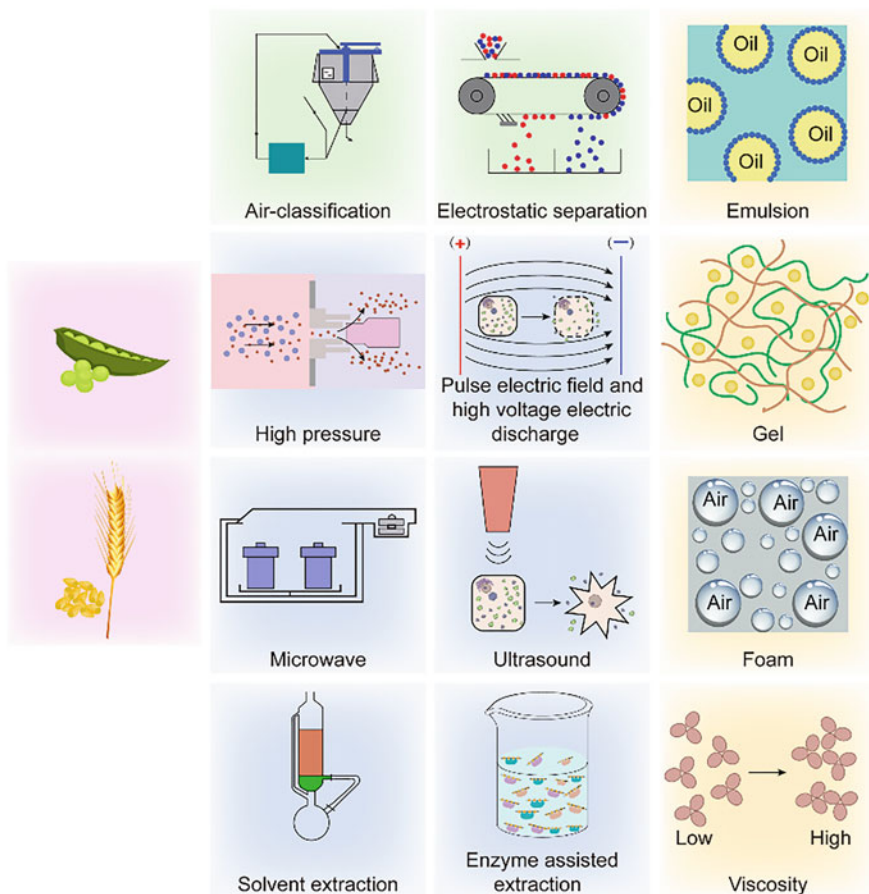 Oil
Oil
Oil
Oil
Oil
Air-classification
Electrostatic separation
Emulsion
(+)
(−)
High pressure
Pulse electric field and
high voltage electric
discharge
Gel
Air
Air
Air
Air
Air
Microwave
Ultrasound
Foam
Low
High
Solvent extraction
Enzyme assisted
extraction
Viscosity